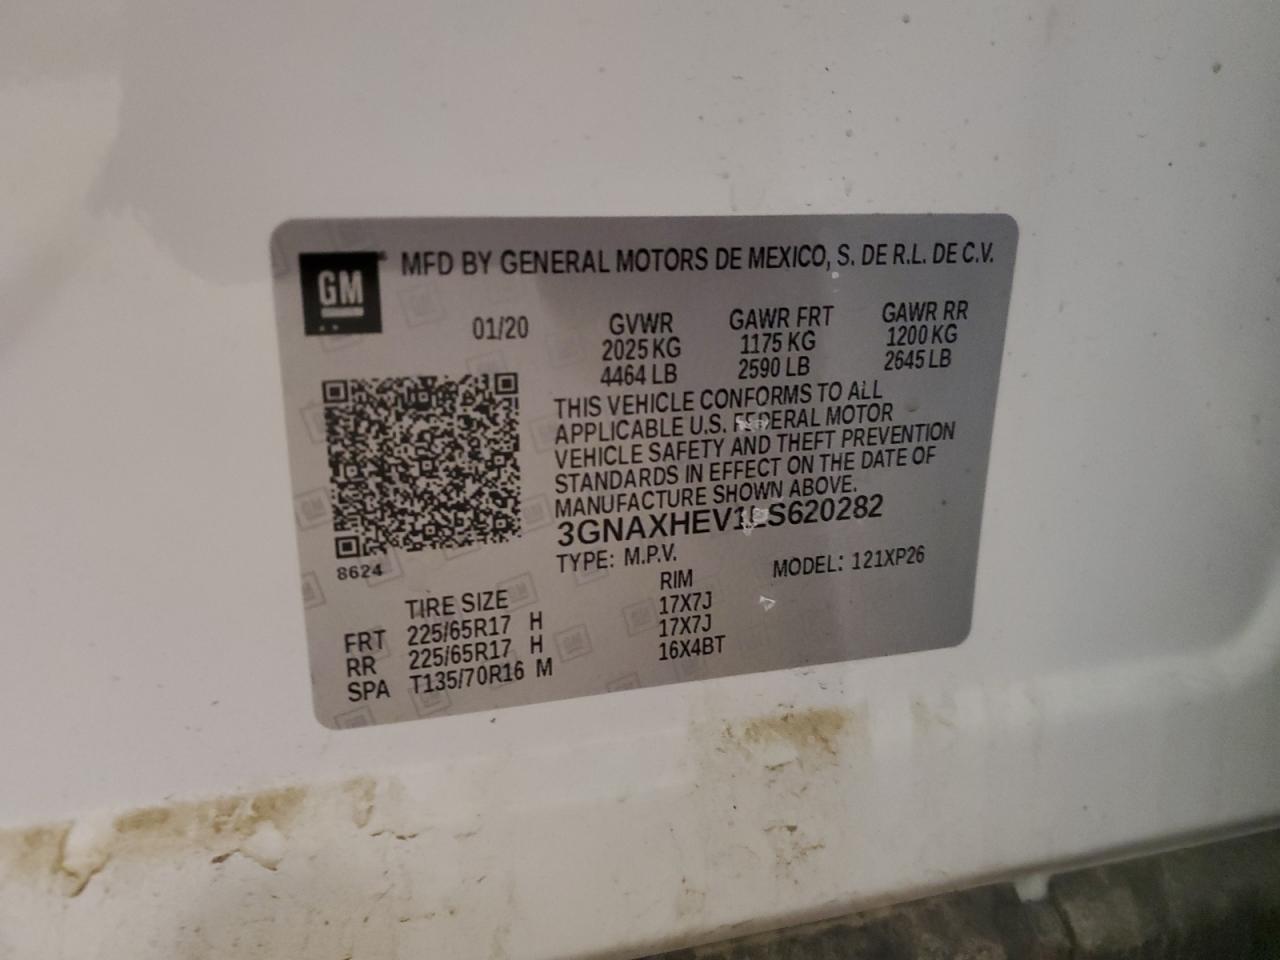 GM
MFD BY GENERAL MOTORS DE MEXICO, S. DE R.L. DE C.V.
01/20 GVWR GAWR FRT GAWR RR
2025 KG 1175 KG 1200 KG
4464 LB 2590 LB 2645 LB
THIS VEHICLE CONFORMS TO ALL
APPLICABLE U.S. FEDERAL MOTOR
VEHICLE SAFETY AND THEFT PREVENTION
STANDARDS IN EFFECT ON THE DATE OF
MANUFACTURE SHOWN ABOVE.
3GNAXHEV1LS620282
8624
TYPE: M.P.V. MODEL: 121XP26
TIRE SIZE RIM
FRT 225/65R17 H 17X7J
RR 225/65R17 H 17X7J
SPA T135/70R16 M 16X4BT